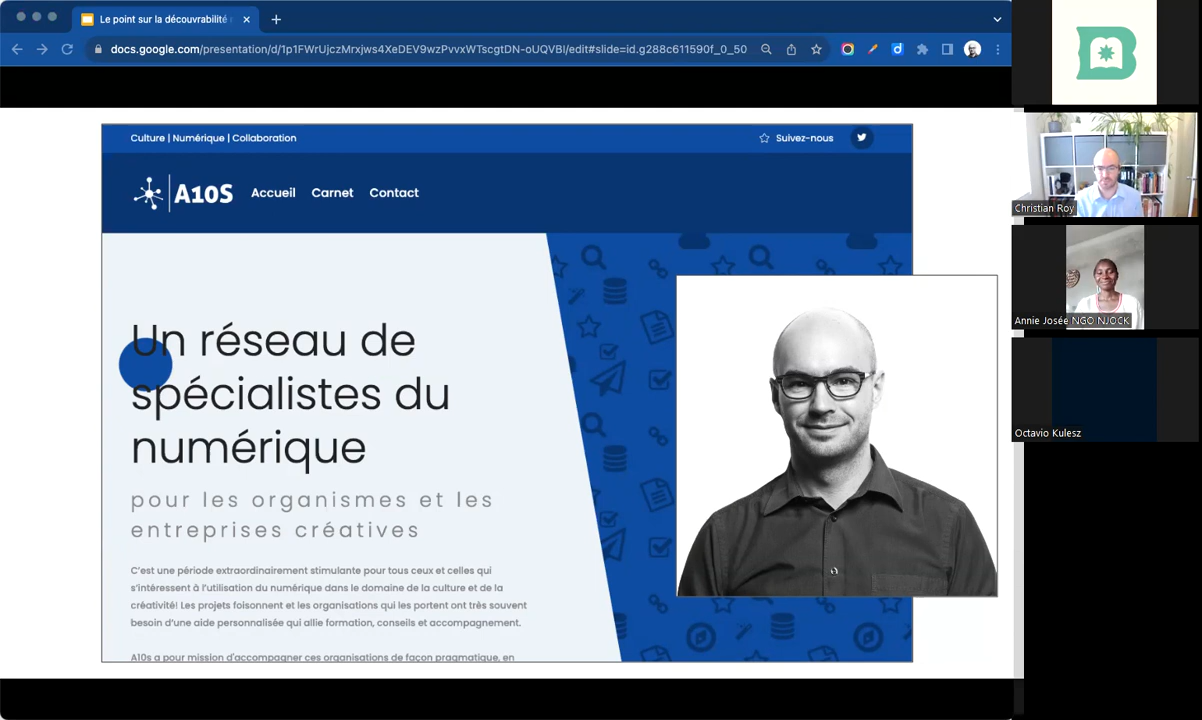 Le point sur la découvrabilité
docs.google.com/presentation/d/1p1FWrUjczMrxjws4XeDEV9wzPvvxWTscgtDN-oUQVBI/edit#slide=id.g288c611590f_0_50
Culture | Numérique | Collaboration
Suivez-nous
A10S
Accueil
Carnet
Contact
Un réseau de
spécialistes du
numérique
pour les organismes et les
entreprises créatives
C'est une période extraordinairement stimulante pour tous ceux et celles qui
s'intéressent à l'utilisation du numérique dans le domaine de la culture et de la
créativité! Les projets foisonnent et les organisations qui les portent ont très souvent
besoin d'une aide personnalisée qui allie formation, conseils et accompagnement.
A10s a pour mission d'accompagner ces organisations de façon pragmatique, en
Christian Roy
Annie Josée NGO NJOCK
Octavio Kulesz